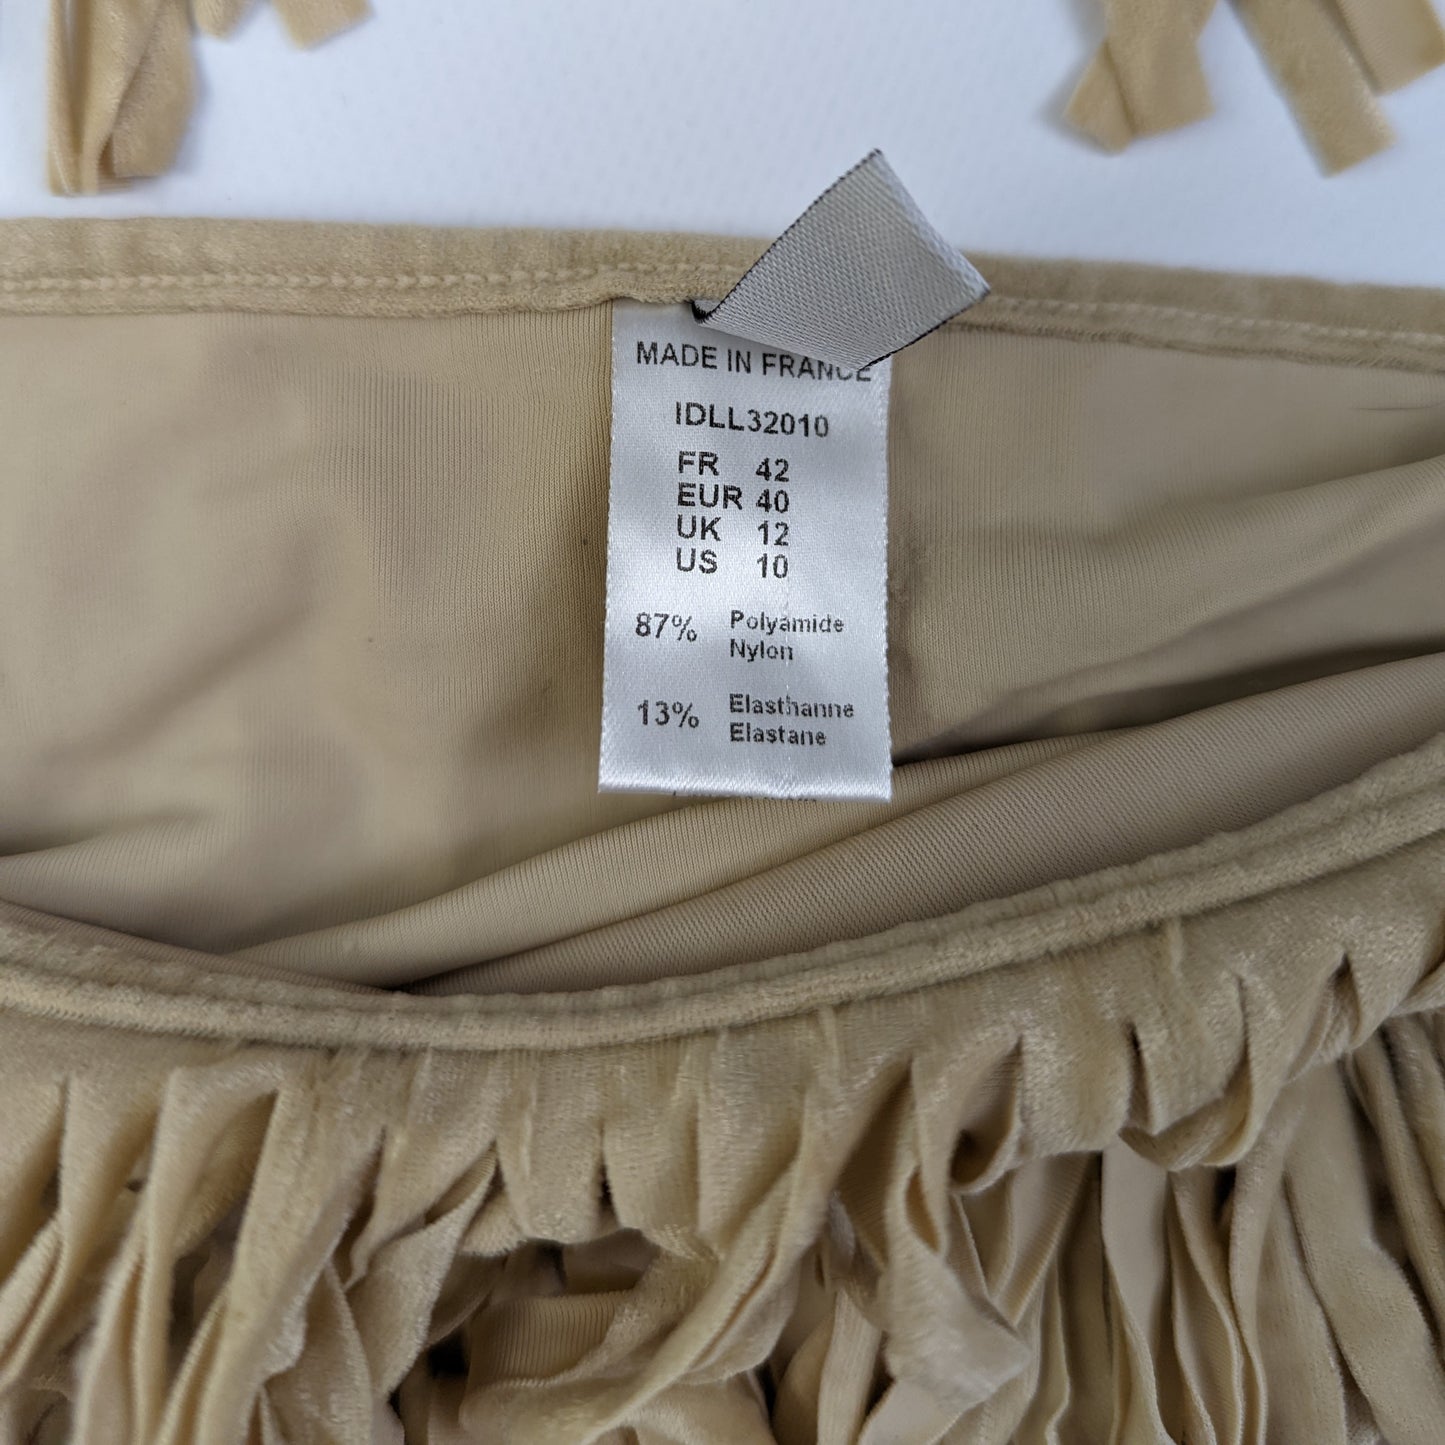 MADE IN FRANCE
IDLL32010
FR 42
EUR 40
UK 12
US 10
87% Polyamide
Nylon
13% Elasthanne
Elastane